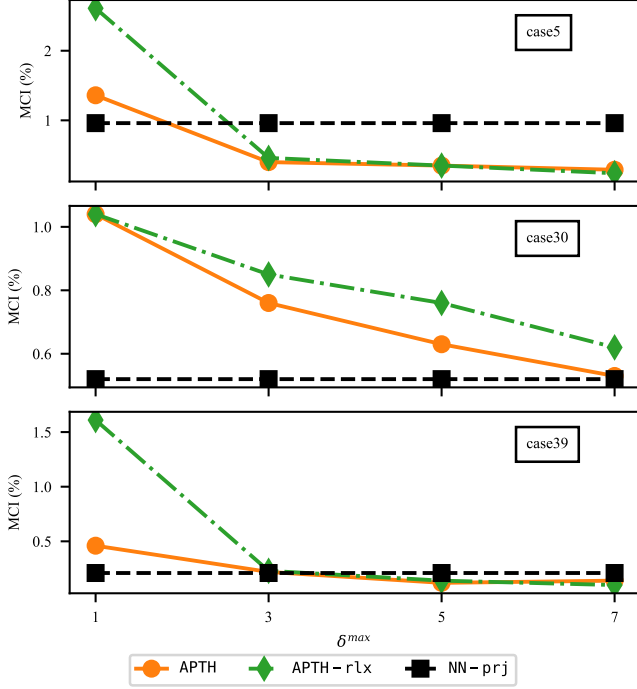 case5
MCI (%)
2
1
case30
MCI (%)
1.0
0.8
0.6
case39
MCI (%)
1.5
1.0
0.5
1 3 5 7
δ^max
APTH APTH-rlx NN-prj